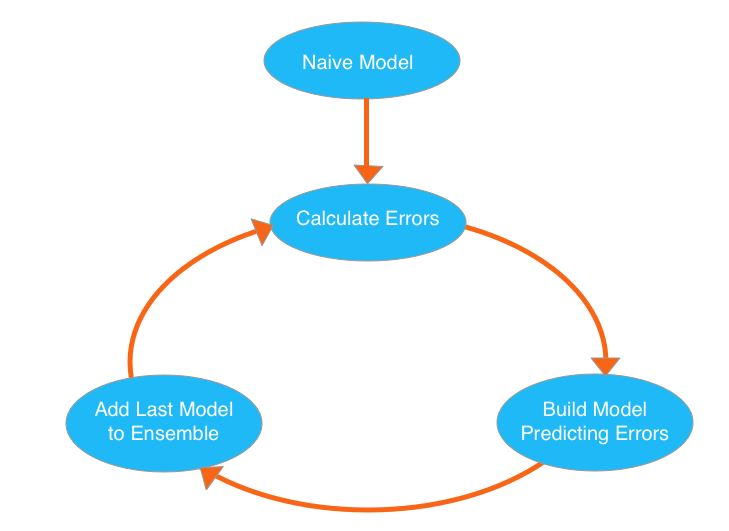 Naive Model
Calculate Errors
Add Last Model
to Ensemble
Build Model
Predicting Errors